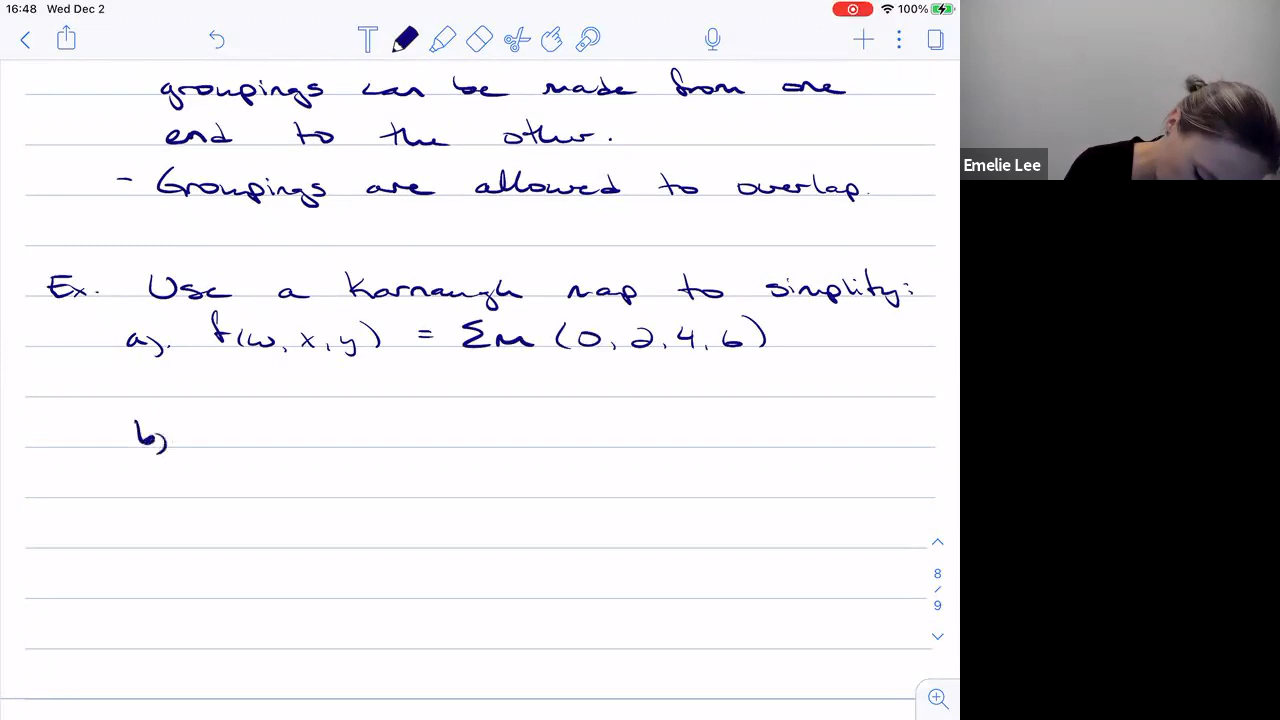 16:48 Wed Dec 2
100%
groupings can be made from one
end to the other.
- Groupings are allowed to overlap.
Emelie Lee
Ex. Use a Karnaugh map to simplify:
a). f(w, x, y) = Σm (0, 2, 4, 6)
b)
8
/
9